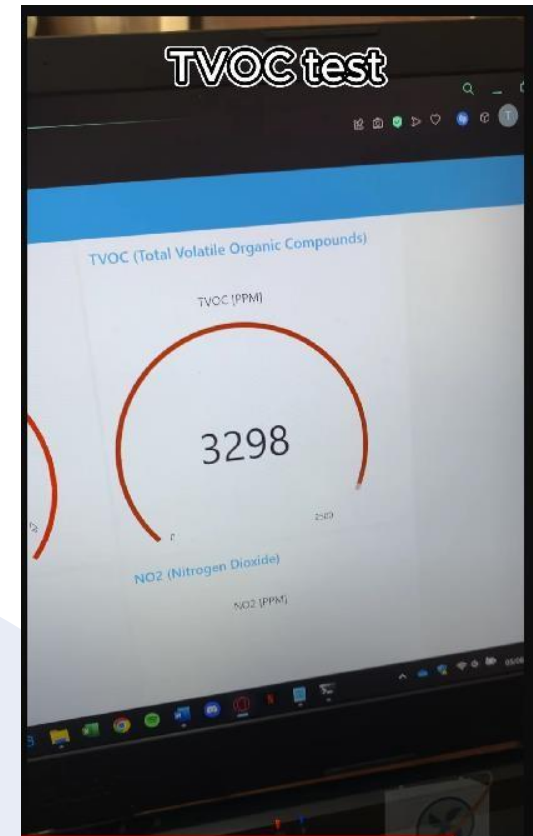 TVOC test
T
TVOC (Total Volatile Organic Compounds)
TVOC [PPM]
3298
NO2 (Nitrogen Dioxide)
NO2 [PPM]